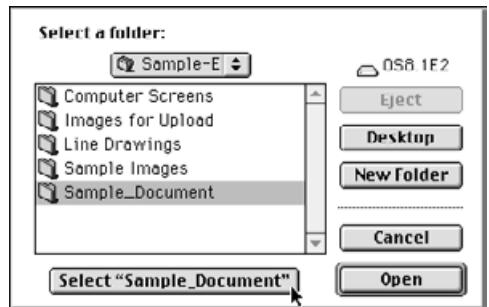 Select a folder:
Sample-E
OS8.1E2
Computer Screens
Images for Upload
Line Drawings
Sample Images
Sample_Document
Eject
Desktop
New Folder
Cancel
Select “Sample_Document”
Open